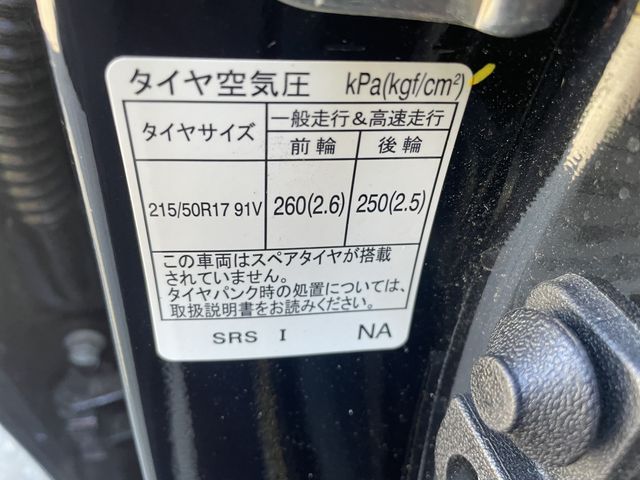 タイヤ空気圧 kPa(kgf/cm²)
タイヤサイズ 一般走行&高速走行
前輪 後輪
215/50R17 91V 260(2.6) 250(2.5)
この車両はスペアタイヤが搭載
されていません。
タイヤパンク時の処置については、
取扱説明書をお読みください。
SRS I NA